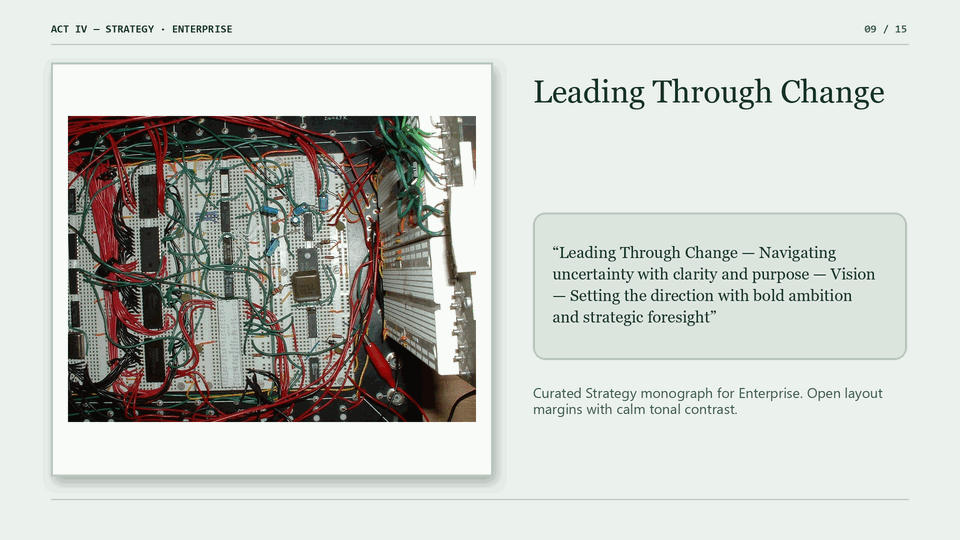 ACT IV — STRATEGY · ENTERPRISE
09 / 15
Leading Through Change
“Leading Through Change — Navigating
uncertainty with clarity and purpose — Vision
— Setting the direction with bold ambition
and strategic foresight”
Curated Strategy monograph for Enterprise. Open layout
margins with calm tonal contrast.